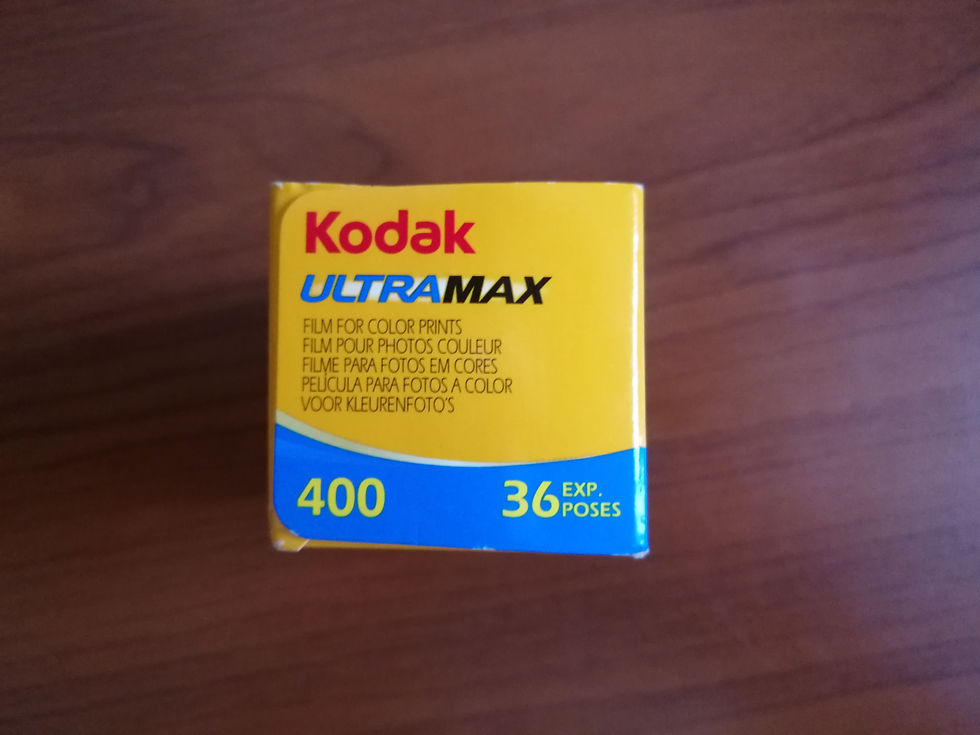 Kodak
ULTRAMAX
FILM FOR COLOR PRINTS
FILM POUR PHOTOS COULEUR
FILME PARA FOTOS EM CORES
PELÍCULA PARA FOTOS A COLOR
VOOR KLEURENFOTO'S
400
36 EXP.
POSES